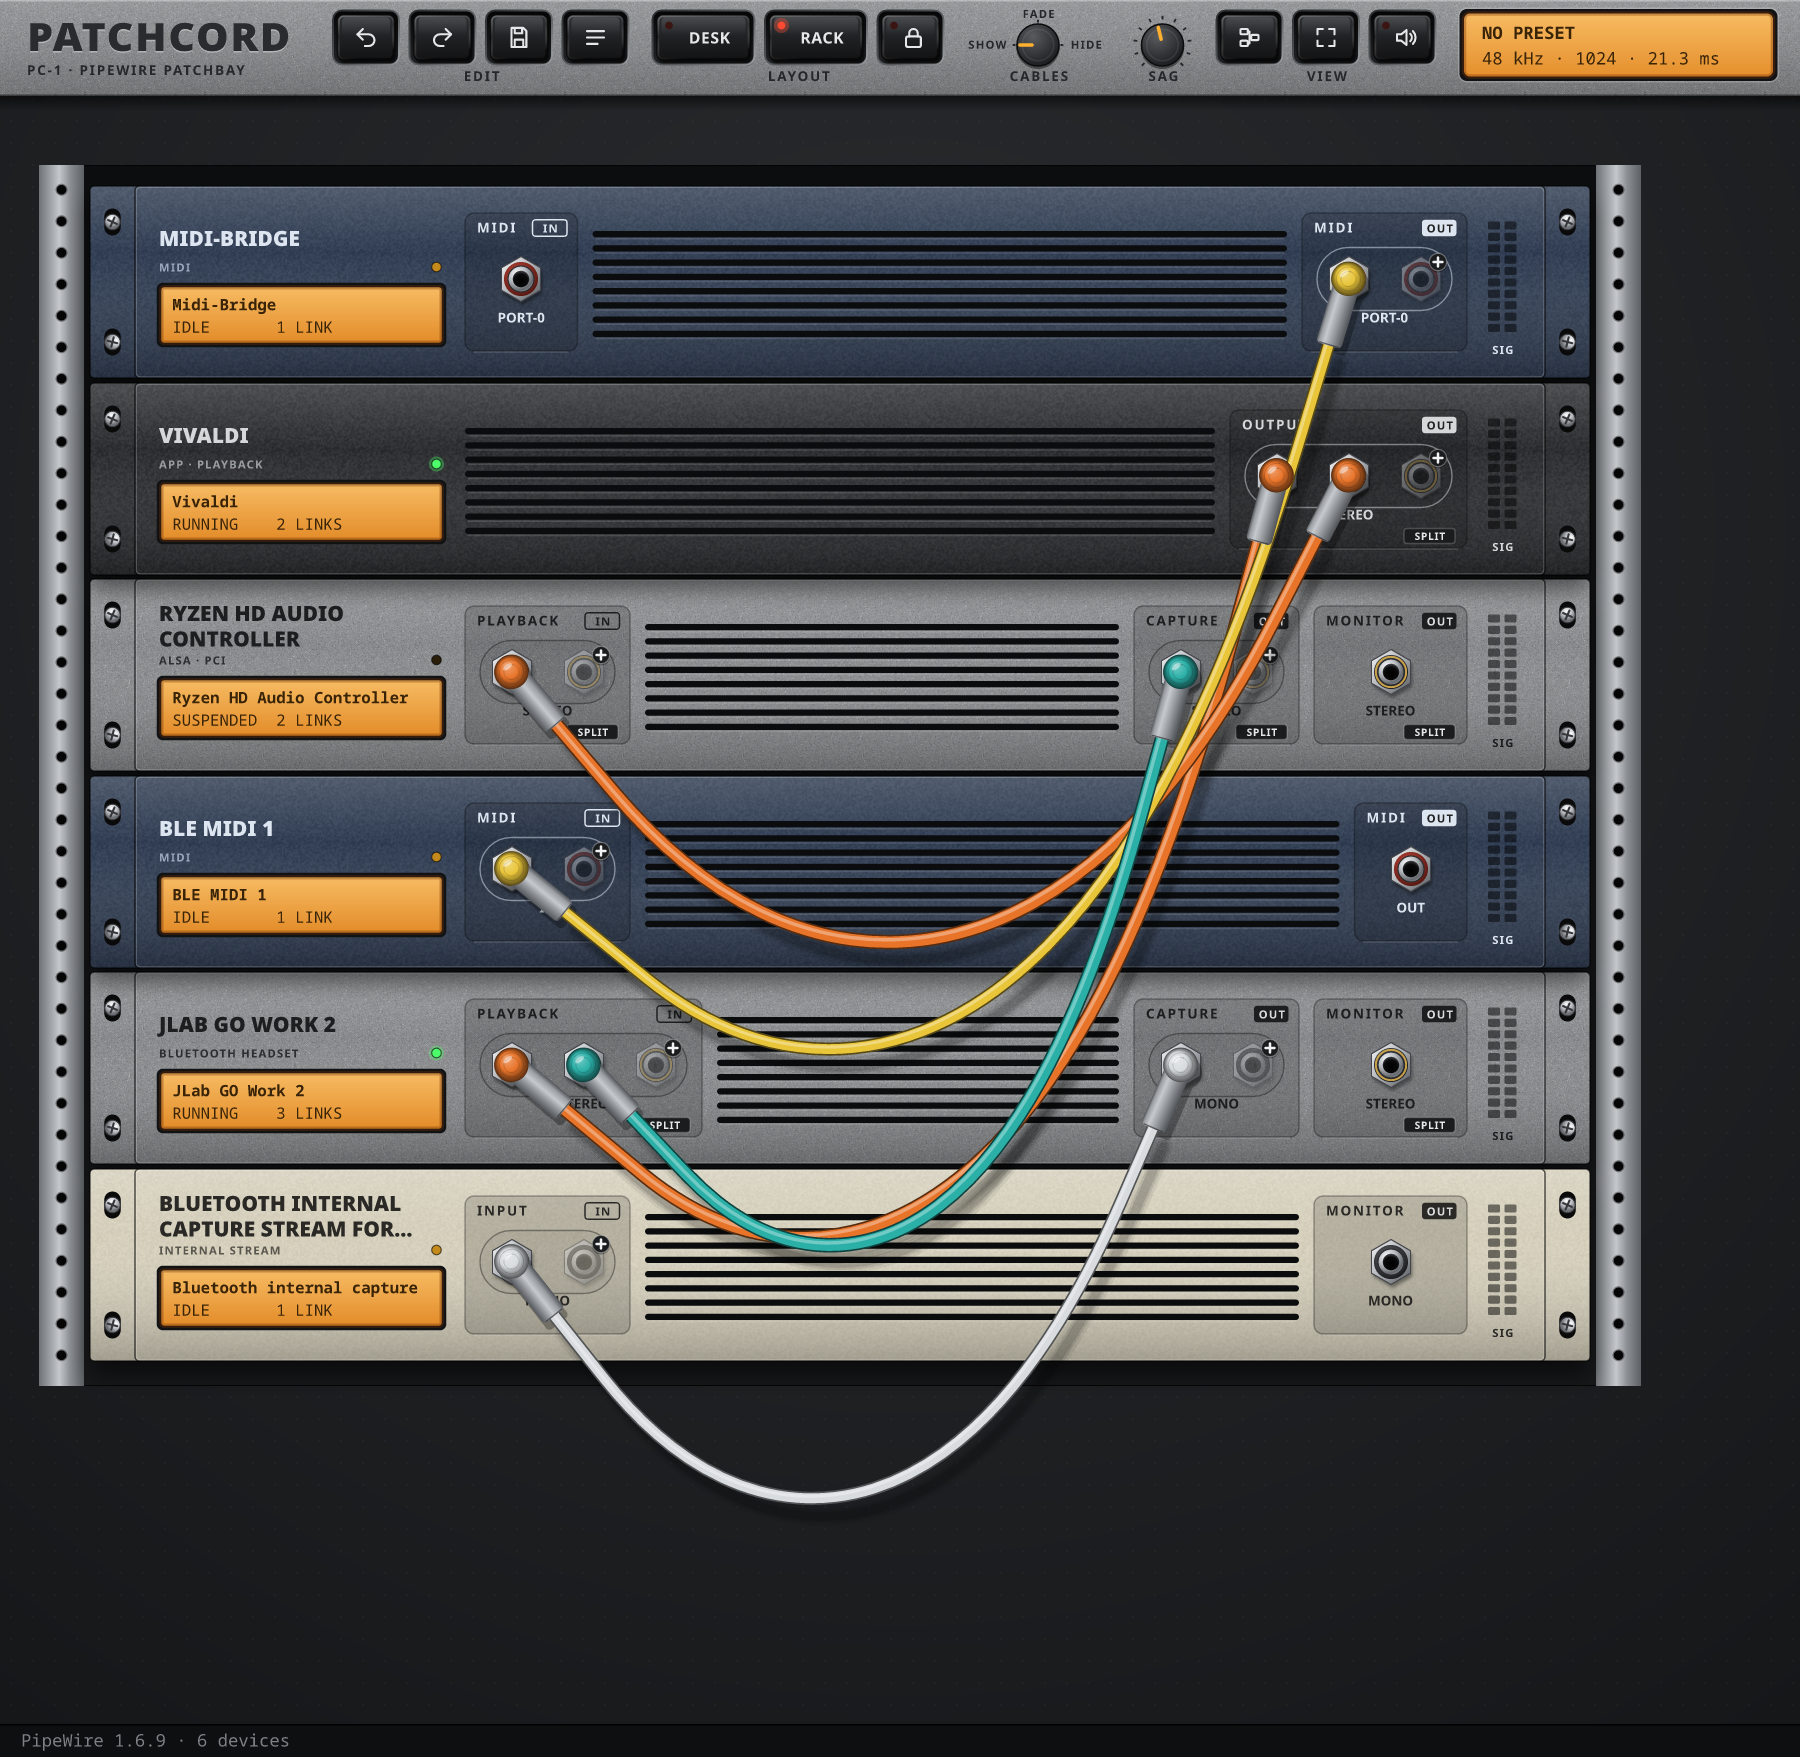 PATCHCORD
PC-1 · PIPEWIRE PATCHBAY
EDIT
DESK
RACK
LAYOUT
FADE
SHOW
HIDE
CABLES
SAG
VIEW
NO PRESET
48 kHz · 1024 · 21.3 ms
MIDI-BRIDGE
MIDI
Midi-Bridge
IDLE 1 LINK
MIDI IN
PORT-0
MIDI OUT
PORT-0
SIG
VIVALDI
APP · PLAYBACK
Vivaldi
RUNNING 2 LINKS
OUT
SPLIT
SIG
RYZEN HD AUDIO
CONTROLLER
ALSA · PCI
Ryzen HD Audio Controller
SUSPENDED 2 LINKS
PLAYBACK IN
SPLIT
CAPTURE OUT
SPLIT
MONITOR OUT
STEREO
SPLIT
SIG
BLE MIDI 1
MIDI
BLE MIDI 1
IDLE 1 LINK
MIDI IN
MIDI OUT
OUT
SIG
JLAB GO WORK 2
BLUETOOTH HEADSET
JLab GO Work 2
RUNNING 3 LINKS
PLAYBACK IN
SPLIT
CAPTURE OUT
MONO
MONITOR OUT
STEREO
SPLIT
SIG
BLUETOOTH INTERNAL
CAPTURE STREAM FOR...
INTERNAL STREAM
Bluetooth internal capture
IDLE 1 LINK
INPUT IN
MONITOR OUT
MONO
SIG
PipeWire 1.6.9 · 6 devices